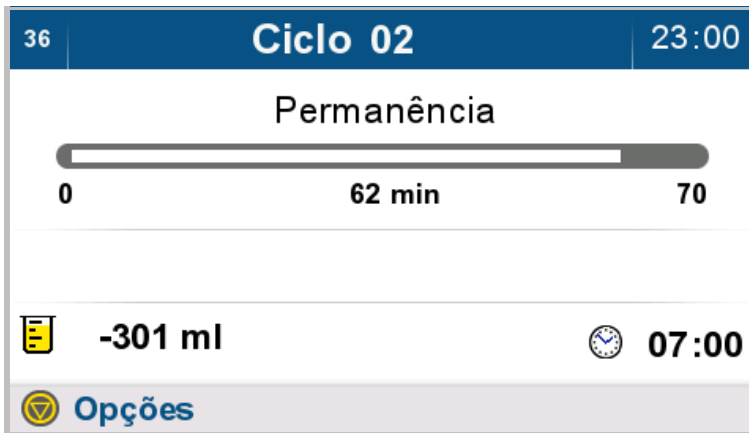 36 Ciclo 02 23:00
Permanência
0 62 min 70
-301 ml 07:00
Opções